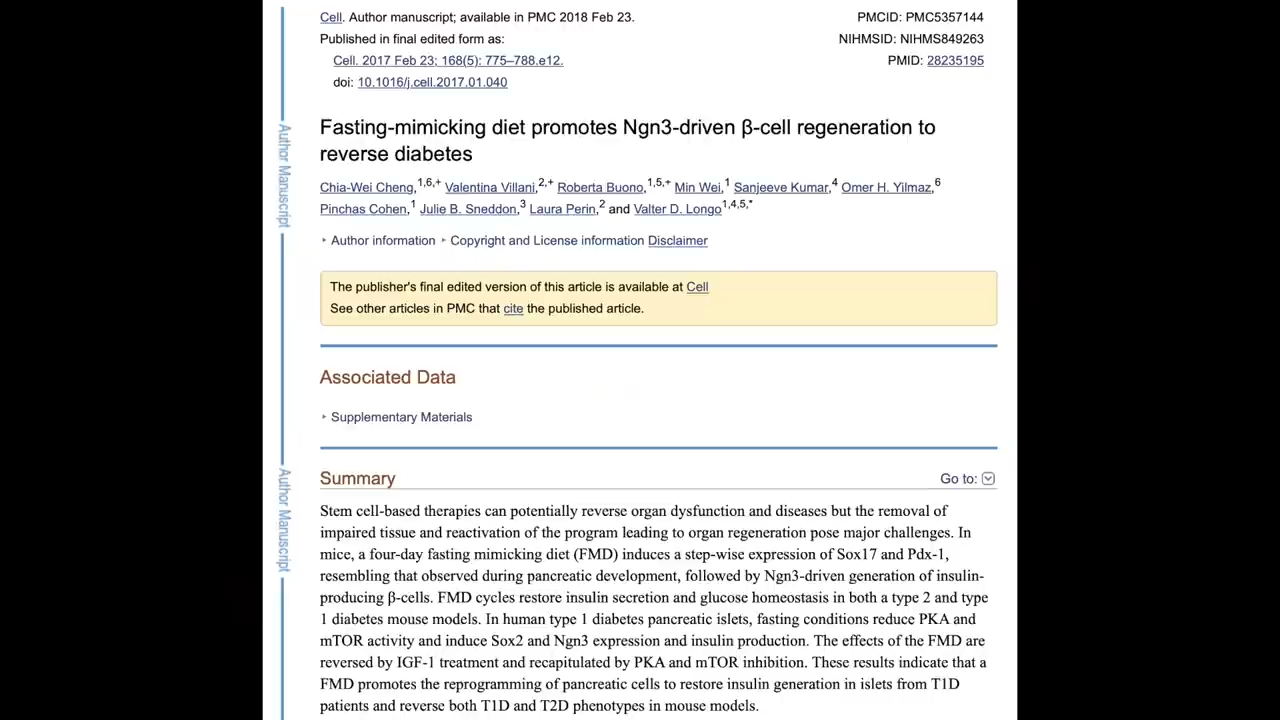 Cell. Author manuscript; available in PMC 2018 Feb 23.
PMCID: PMC5357144
Published in final edited form as:
NIHMSID: NIHMS849263
Cell. 2017 Feb 23; 168(5): 775–788.e12.
PMID: 28235195
doi: 10.1016/j.cell.2017.01.040
Author Manuscript
Fasting-mimicking diet promotes Ngn3-driven β-cell regeneration to
reverse diabetes
Chia-Wei Cheng,1,6,+ Valentina Villani,2,+ Roberta Buono,1,5,+ Min Wei,1 Sanjeeve Kumar,4 Omer H. Yilmaz,6
Pinchas Cohen,1 Julie B. Sneddon,3 Laura Perin,2 and Valter D. Longo1,4,5,*
▸ Author information ▸ Copyright and License information Disclaimer
The publisher's final edited version of this article is available at Cell
See other articles in PMC that cite the published article.
Associated Data
▸ Supplementary Materials
Author Manuscript
Summary
Go to:
Stem cell-based therapies can potentially reverse organ dysfunction and diseases but the removal of
impaired tissue and reactivation of the program leading to organ regeneration pose major challenges. In
mice, a four-day fasting mimicking diet (FMD) induces a step-wise expression of Sox17 and Pdx-1,
resembling that observed during pancreatic development, followed by Ngn3-driven generation of insulin-
producing β-cells. FMD cycles restore insulin secretion and glucose homeostasis in both a type 2 and type
1 diabetes mouse models. In human type 1 diabetes pancreatic islets, fasting conditions reduce PKA and
mTOR activity and induce Sox2 and Ngn3 expression and insulin production. The effects of the FMD are
reversed by IGF-1 treatment and recapitulated by PKA and mTOR inhibition. These results indicate that a
FMD promotes the reprogramming of pancreatic cells to restore insulin generation in islets from T1D
patients and reverse both T1D and T2D phenotypes in mouse models.